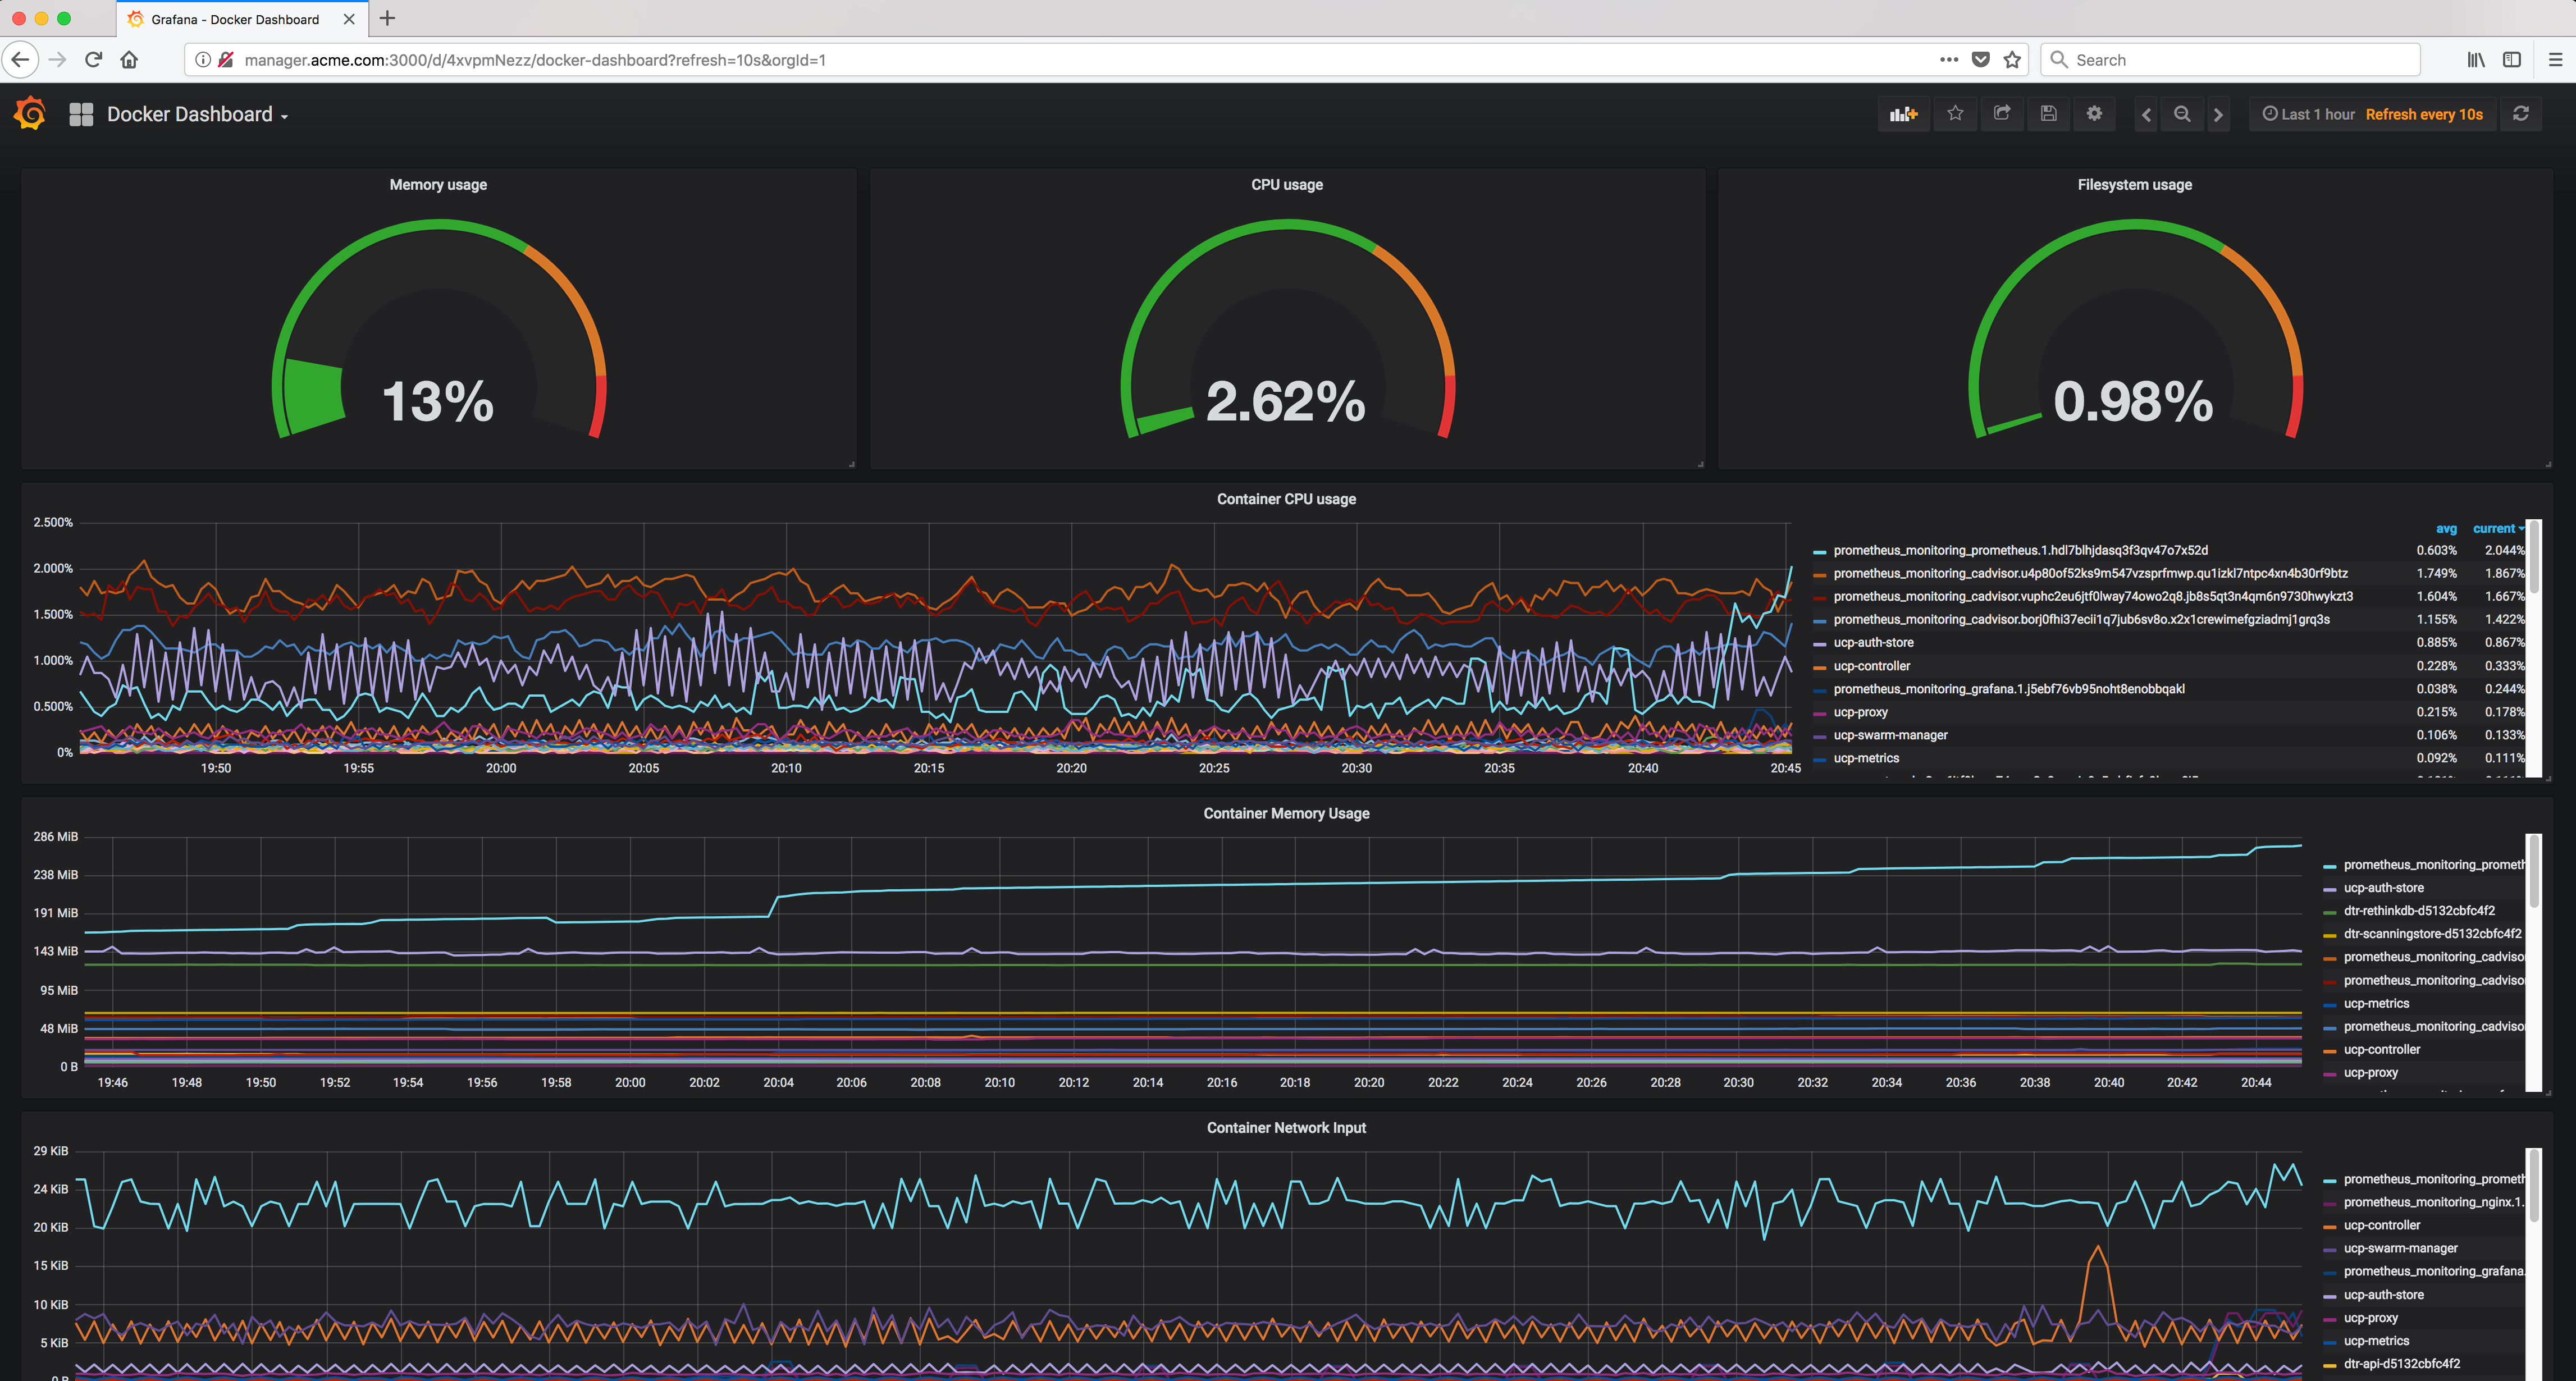 Grafana - Docker Dashboard
manager.acme.com:3000/d/4xvpmNezz/docker-dashboard?refresh=10s&orgId=1
Search
Docker Dashboard
Last 1 hour Refresh every 10s
Memory usage
13%
CPU usage
2.62%
Filesystem usage
0.98%
Container CPU usage
2.500%
2.000%
1.500%
1.000%
0.500%
0%
19:50 19:55 20:00 20:05 20:10 20:15 20:20 20:25 20:30 20:35 20:40 20:45
avg current
prometheus_monitoring_prometheus.1.hdl7blhjdasq3f3qv47o7x52d 0.603% 2.044%
prometheus_monitoring_cadvisor.u4p80of52ks9m547vzsprfmwp.qu1izkl7ntpc4xn4b30rf9btz 1.749% 1.867%
prometheus_monitoring_cadvisor.vuphc2eu6jtf0lway74owo2q8.jb8s5qt3n4qm6n9730hwykzt3 1.604% 1.667%
prometheus_monitoring_cadvisor.borj0fhi37ecii1q7jub6sv8o.x2x1crewimefgziadmj1grq3s 1.155% 1.422%
ucp-auth-store 0.885% 0.867%
ucp-controller 0.228% 0.333%
prometheus_monitoring_grafana.1.j5ebf76vb95noht8enobbqakl 0.038% 0.244%
ucp-proxy 0.215% 0.178%
ucp-swarm-manager 0.106% 0.133%
ucp-metrics 0.092% 0.111%
Container Memory Usage
286 MiB
238 MiB
191 MiB
143 MiB
95 MiB
48 MiB
0 B
19:46 19:48 19:50 19:52 19:54 19:56 19:58 20:00 20:02 20:04 20:06 20:08 20:10 20:12 20:14 20:16 20:18 20:20 20:22 20:24 20:26 20:28 20:30 20:32 20:34 20:36 20:38 20:40 20:42 20:44
prometheus_monitoring_prometh
ucp-auth-store
dtr-rethinkdb-d5132cbfc4f2
dtr-scanningstore-d5132cbfc4f2
prometheus_monitoring_cadvisor
prometheus_monitoring_cadvisor
ucp-metrics
prometheus_monitoring_cadvisor
ucp-controller
ucp-proxy
Container Network Input
29 KiB
24 KiB
20 KiB
15 KiB
10 KiB
5 KiB
0 B
prometheus_monitoring_prometh
prometheus_monitoring_nginx.1.
ucp-controller
ucp-swarm-manager
prometheus_monitoring_grafana.
ucp-auth-store
ucp-proxy
ucp-metrics
dtr-api-d5132cbfc4f2